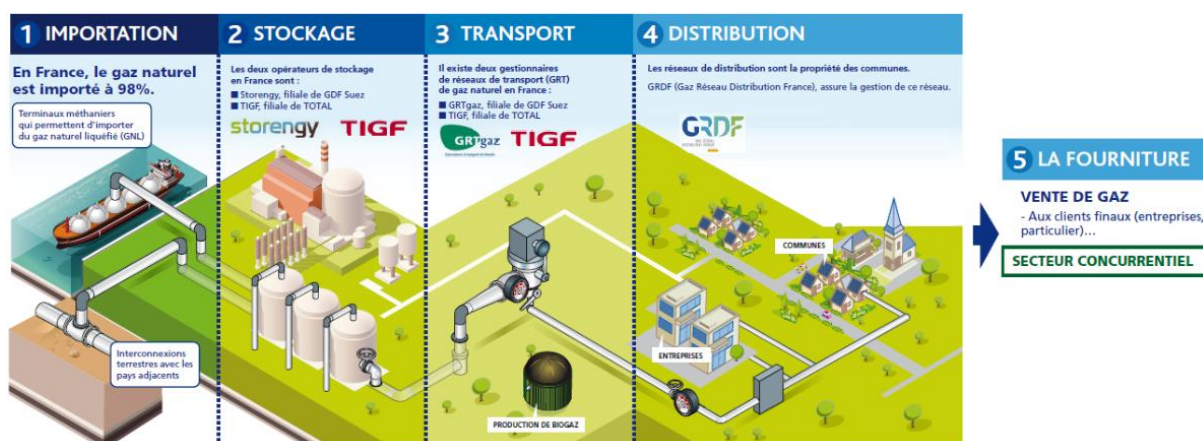 1 IMPORTATION
En France, le gaz naturel
est importé à 98%.
Terminaux méthaniers
qui permettent d'importer
du gaz naturel liquéfié (GNL)
Interconnexions
terrestres avec les
pays adjacents
2 STOCKAGE
Les deux opérateurs de stockage
en France sont :
■ Storengy, filiale de GDF Suez
■ TIGF, filiale de TOTAL
storengy TIGF
3 TRANSPORT
Il existe deux gestionnaires
de réseaux de transport (GRT)
de gaz naturel en France :
■ GRTgaz, filiale de GDF Suez
■ TIGF, filiale de TOTAL
GRTgaz TIGF
PRODUCTION DE BIOGAZ
4 DISTRIBUTION
Les réseaux de distribution sont la propriété des communes.
GRDF (Gaz Réseau Distribution France), assure la gestion de ce réseau.
GRDF
COMMUNES
ENTREPRISES
5 LA FOURNITURE
VENTE DE GAZ
- Aux clients finaux (entreprises,
particulier)...
SECTEUR CONCURRENTIEL